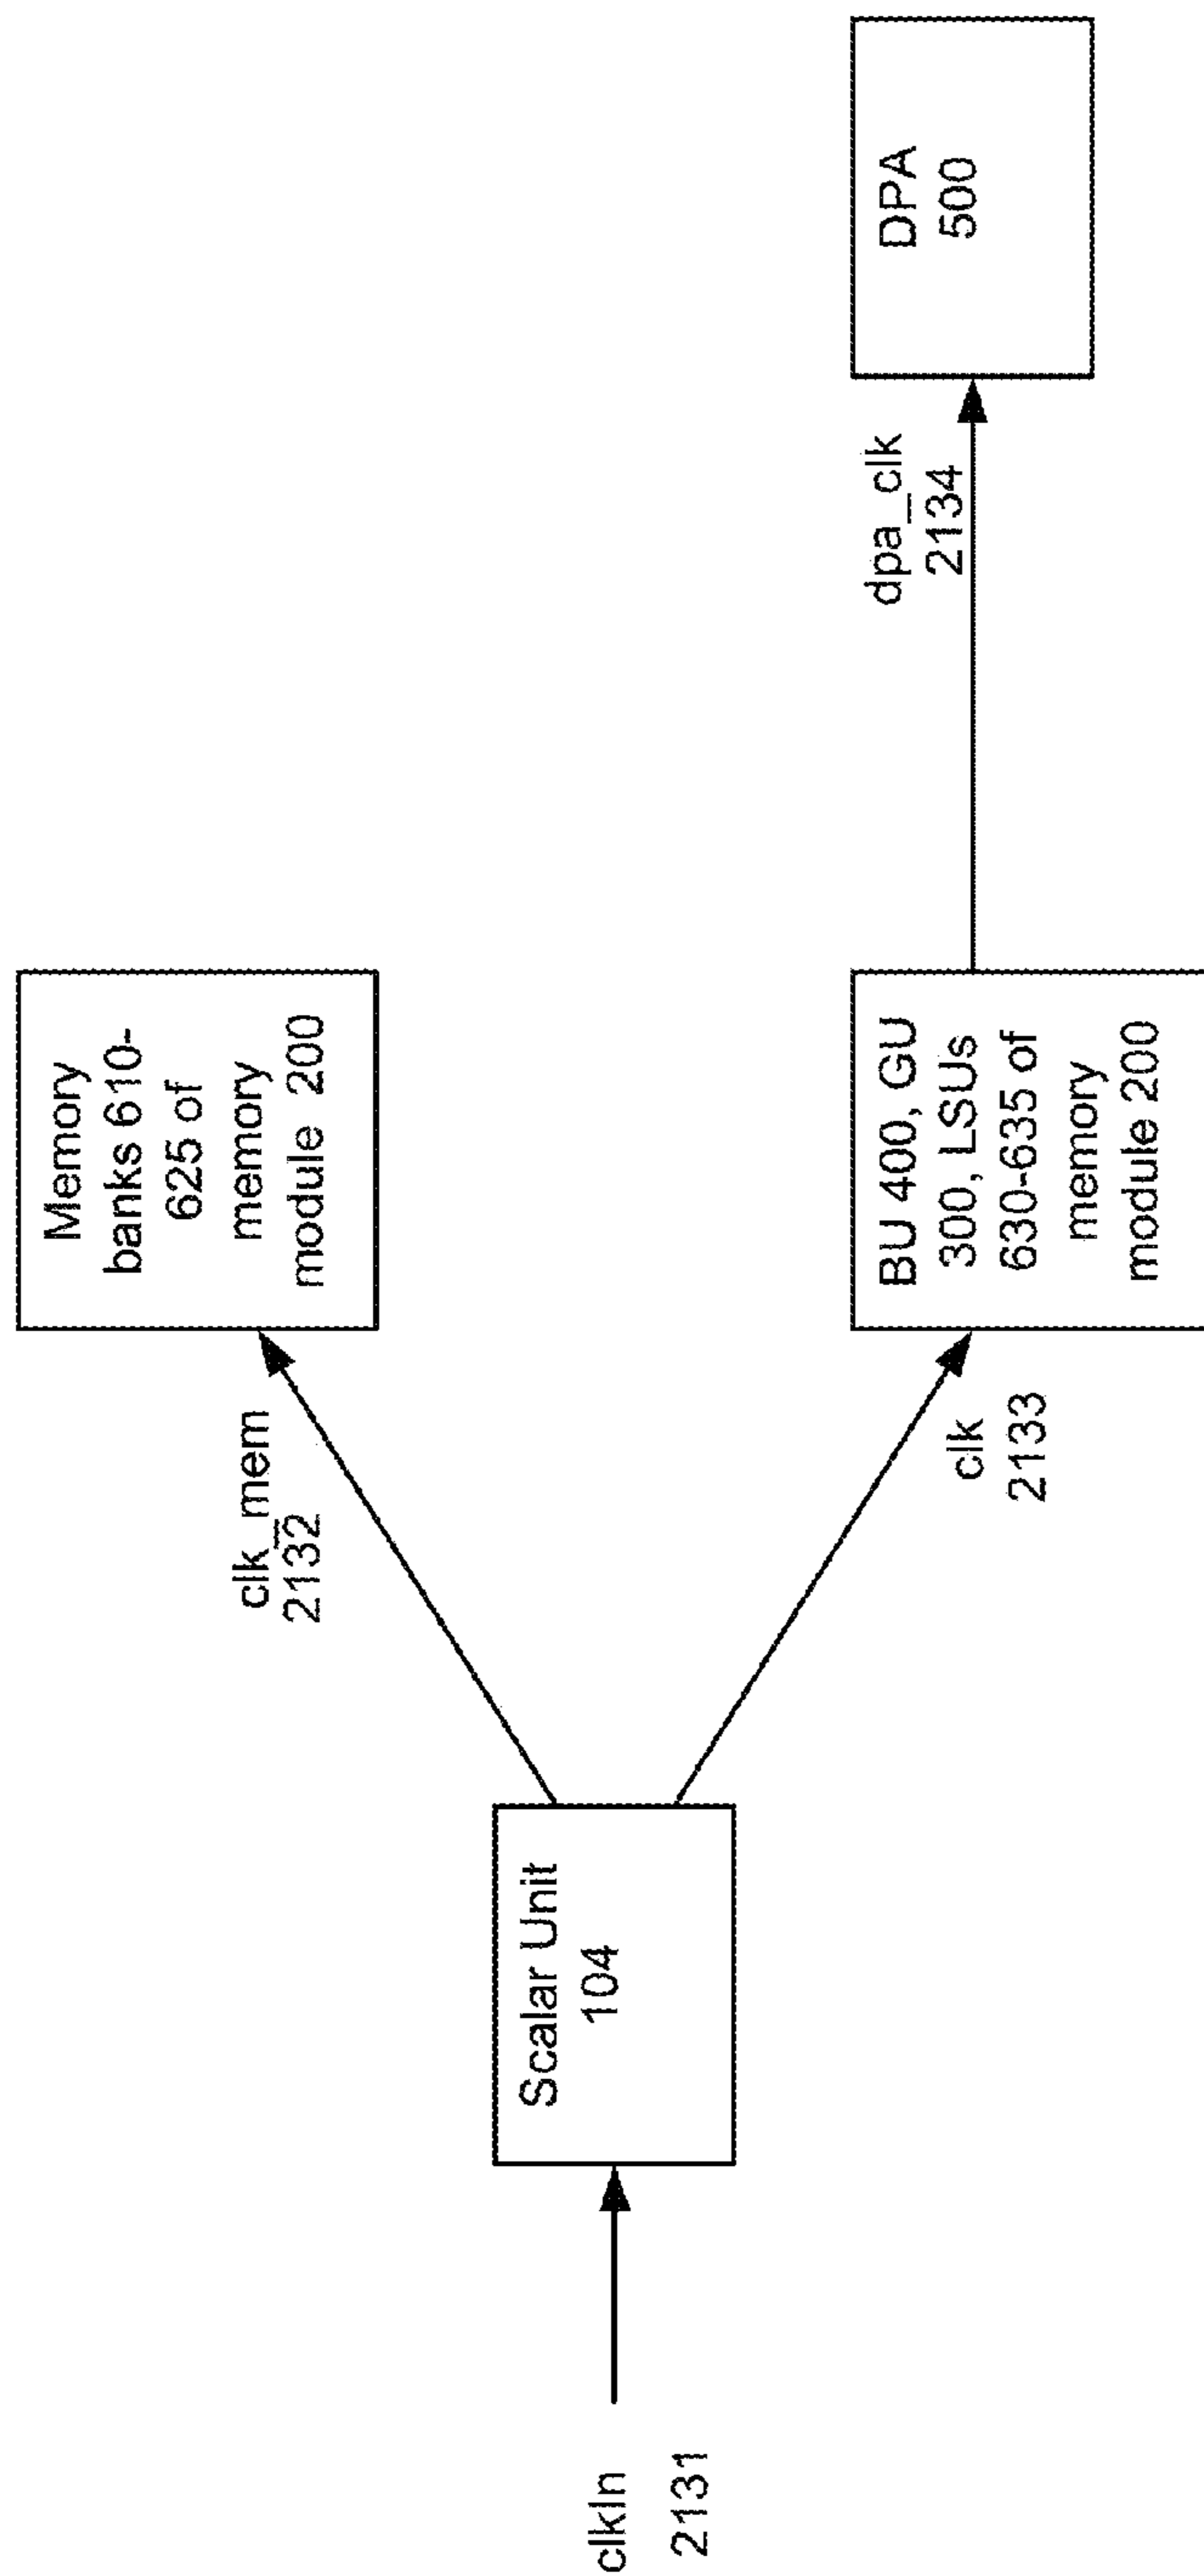 clkIn
2131
Scalar Unit
104
clk_mem
2132
Memory
banks 610-
625 of
memory
module 200
clk
2133
BU 400, GU
300, LSUs
630-635 of
memory
module 200
dpa_clk
2134
DPA
500